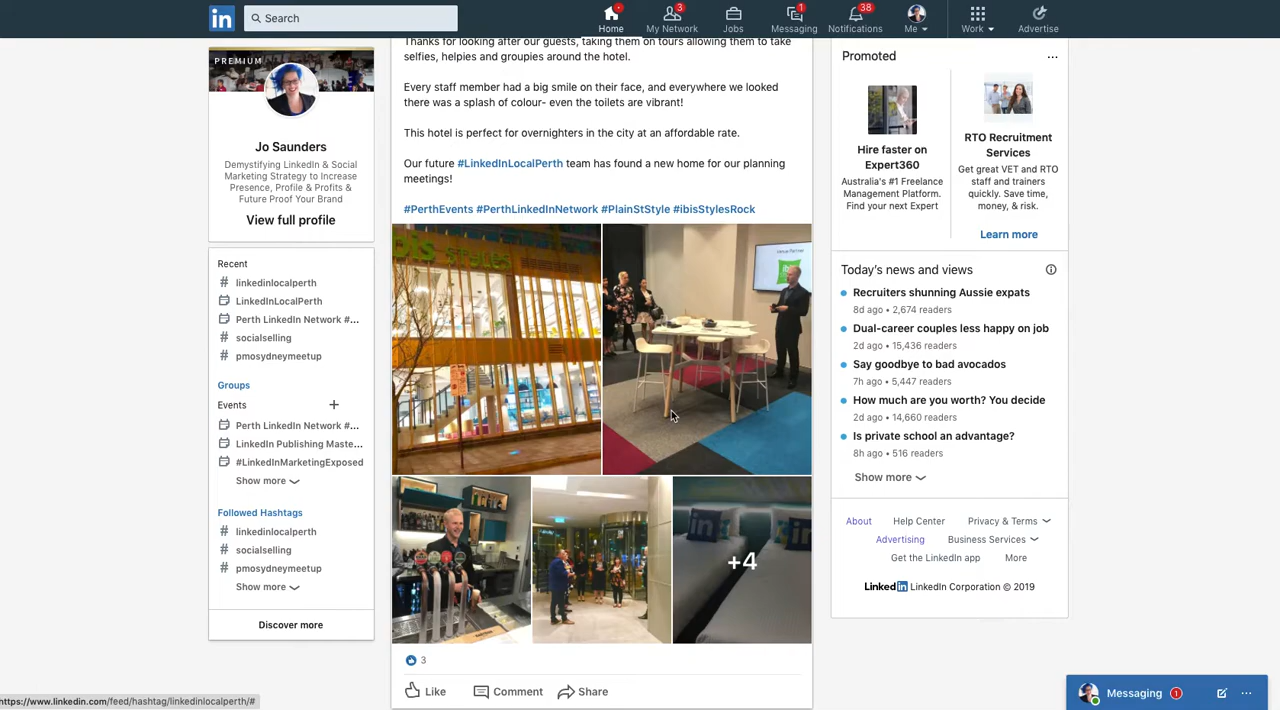 in Search
Home
3
My Network
Jobs
1
Messaging
38
Notifications
Me
Work
Advertise
PREMIUM
Jo Saunders
Demystifying LinkedIn & Social
Marketing Strategy to Increase
Presence, Profile & Profits &
Future Proof Your Brand
View full profile
Recent
# linkedinlocalperth
LinkedInLocalPerth
Perth LinkedIn Network #...
# socialselling
# pmosydneymeetup
Groups
Events +
Perth LinkedIn Network #...
LinkedIn Publishing Maste...
#LinkedInMarketingExposed
Show more
Followed Hashtags
# linkedinlocalperth
# socialselling
# pmosydneymeetup
Show more
Discover more
Thanks for looking after our guests, taking them on tours allowing them to take
selfies, helpies and groupies around the hotel.
Every staff member had a big smile on their face, and everywhere we looked
there was a splash of colour- even the toilets are vibrant!
This hotel is perfect for overnighters in the city at an affordable rate.
Our future #LinkedInLocalPerth team has found a new home for our planning
meetings!
#PerthEvents #PerthLinkedInNetwork #PlainStStyle #ibisStylesRock
Venue Partner
+4
3
Like
Comment
Share
Promoted
...
Hire faster on
Expert360
Australia's #1 Freelance
Management Platform.
Find your next Expert
RTO Recruitment
Services
Get great VET and RTO
staff and trainers
quickly. Save time,
money, & risk.
Learn more
Today's news and views
Recruiters shunning Aussie expats
8d ago • 2,674 readers
Dual-career couples less happy on job
2d ago • 15,436 readers
Say goodbye to bad avocados
7h ago • 5,447 readers
How much are you worth? You decide
2d ago • 14,660 readers
Is private school an advantage?
8h ago • 516 readers
Show more
About Help Center Privacy & Terms
Advertising Business Services
Get the LinkedIn app More
LinkedIn LinkedIn Corporation © 2019
Messaging 1 ...
https://www.linkedin.com/feed/hashtag/linkedinlocalperth/#